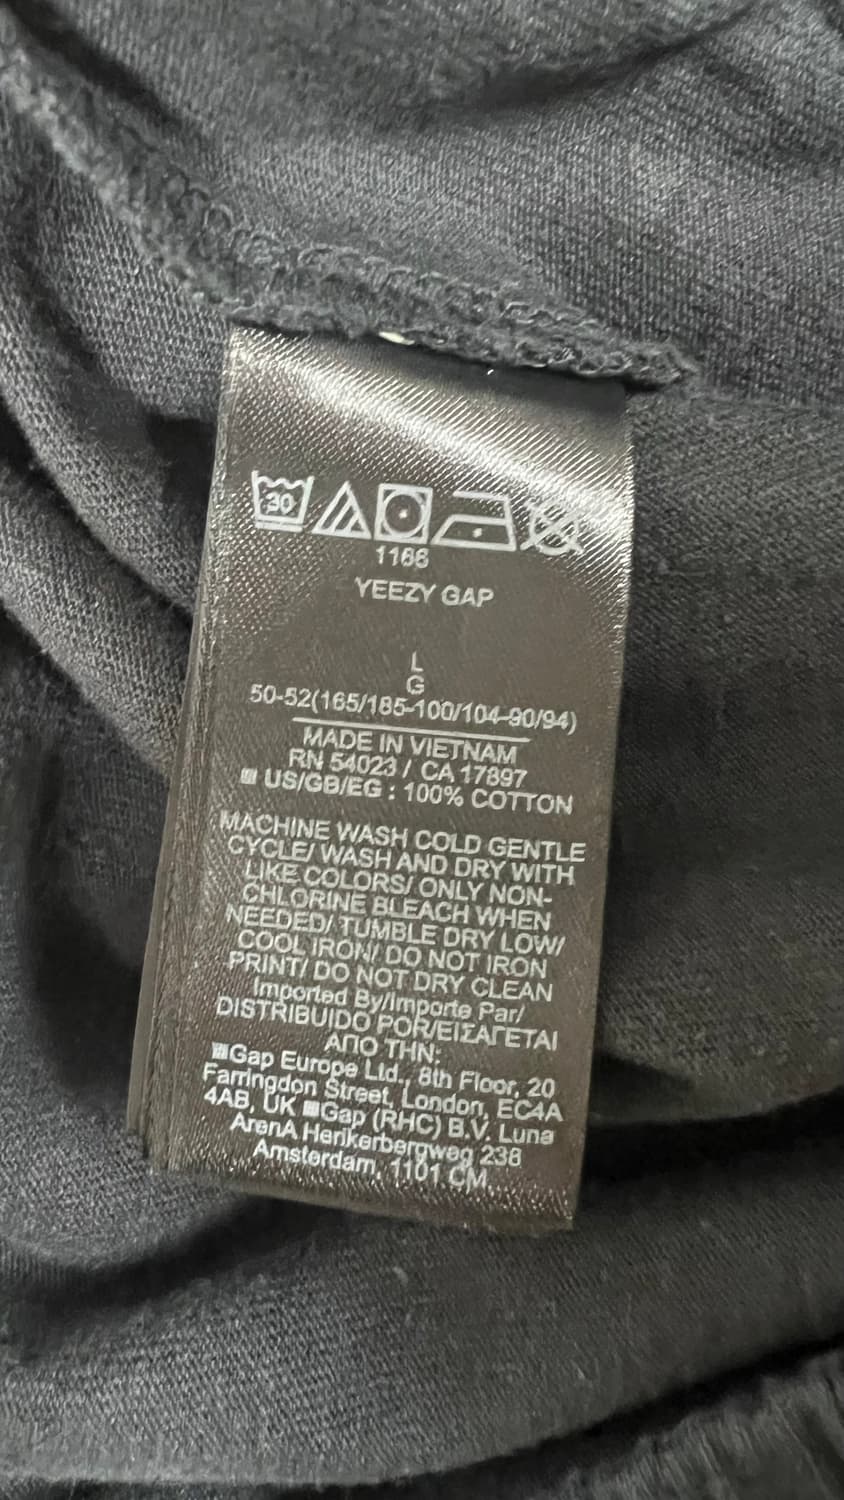 30
1166
YEEZY GAP
L
G
50-52(165/185-100/104-90/94)
MADE IN VIETNAM
RN 54023 / CA 17897
US/GB/EG : 100% COTTON
MACHINE WASH COLD GENTLE
CYCLE/ WASH AND DRY WITH
LIKE COLORS/ ONLY NON-
CHLORINE BLEACH WHEN
NEEDED/ TUMBLE DRY LOW/
COOL IRON/ DO NOT IRON
PRINT/ DO NOT DRY CLEAN
Imported By/Importe Par/
DISTRIBUIDO POR/ΕΙΣΑΓΕΤΑΙ
ΑΠΟ ΤΗΝ:
Gap Europe Ltd., 8th Floor, 20
Farringdon Street, London, EC4A
4AB, UK Gap (RHC) B.V. Luna
ArenA Herikerbergweg 238
Amsterdam, 1101 CM